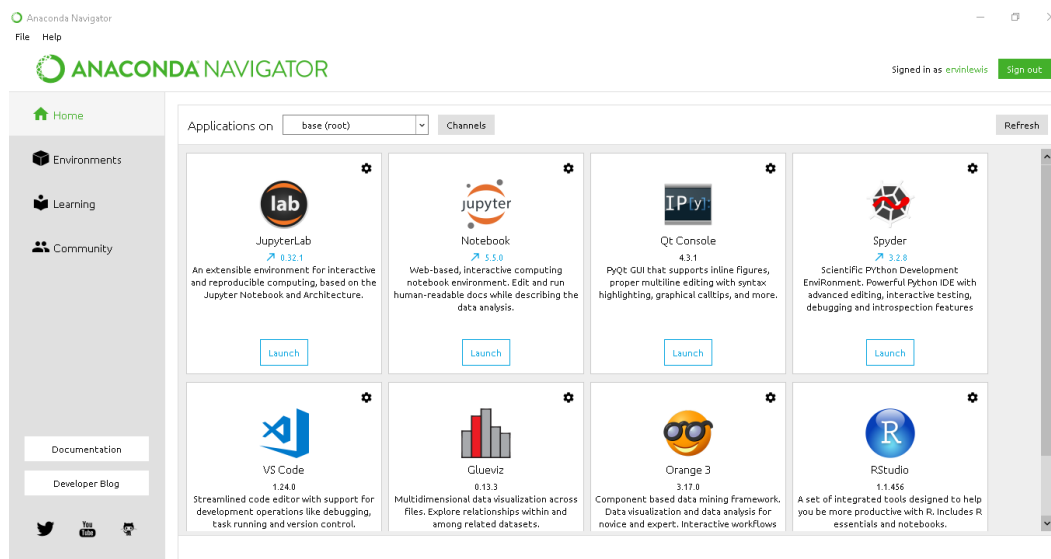 Anaconda Navigator
File Help
ANACONDA NAVIGATOR
Signed in as ervinlewis
Sign out
Home
Environments
Learning
Community
Documentation
Developer Blog
You
Tube
Applications on base (root) Channels Refresh
lab
JupyterLab
0.32.1
An extensible environment for interactive
and reproducible computing, based on the
Jupyter Notebook and Architecture.
Launch
jupyter
Notebook
5.5.0
Web-based, interactive computing
notebook environment. Edit and run
human-readable docs while describing the
data analysis.
Launch
IP[y]:
Qt Console
4.3.1
PyQt GUI that supports inline figures,
proper multiline editing with syntax
highlighting, graphical calltips, and more.
Launch
Spyder
3.2.8
Scientific PYthon Development
EnviRonment. Powerful Python IDE with
advanced editing, interactive testing,
debugging and introspection features
Launch
VS Code
1.24.0
Streamlined code editor with support for
development operations like debugging,
task running and version control.
Glueviz
0.13.3
Multidimensional data visualization across
files. Explore relationships within and
among related datasets.
Orange 3
3.17.0
Component based data mining framework.
Data visualization and data analysis for
novice and expert. Interactive workflows
R
RStudio
1.1.456
A set of integrated tools designed to help
you be more productive with R. Includes R
essentials and notebooks.